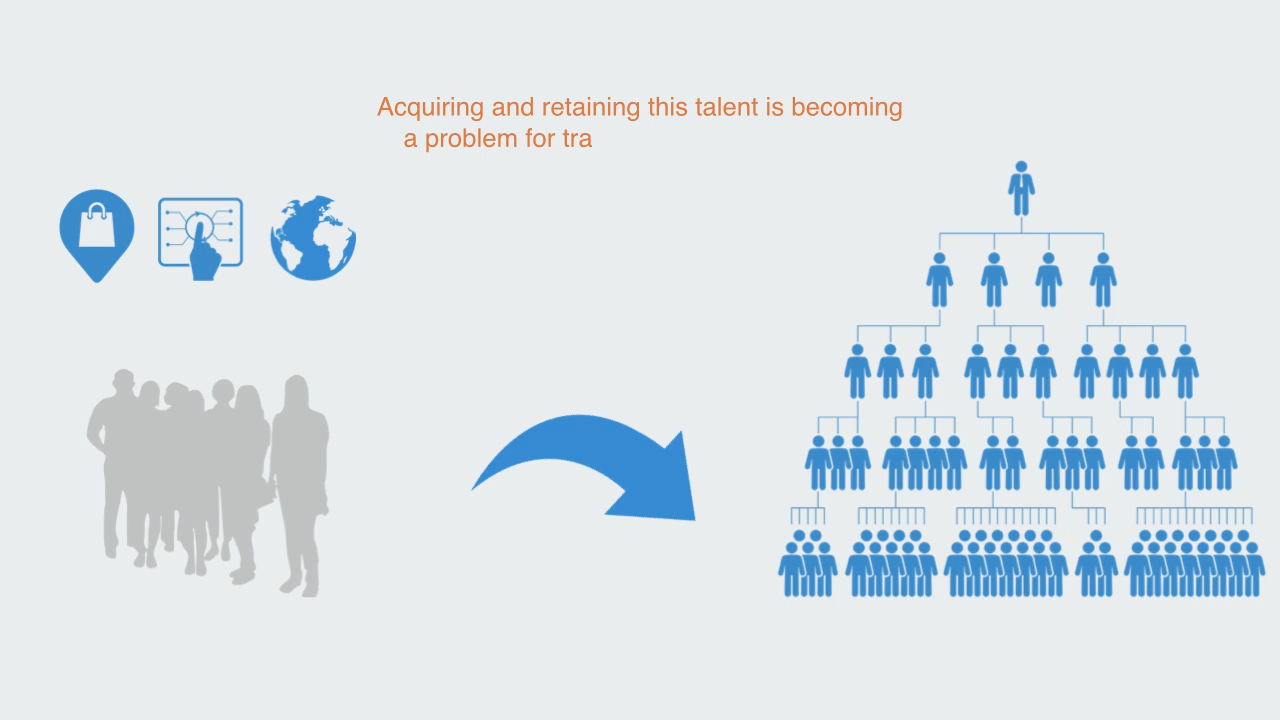 Acquiring and retaining this talent is becoming
a problem for tra